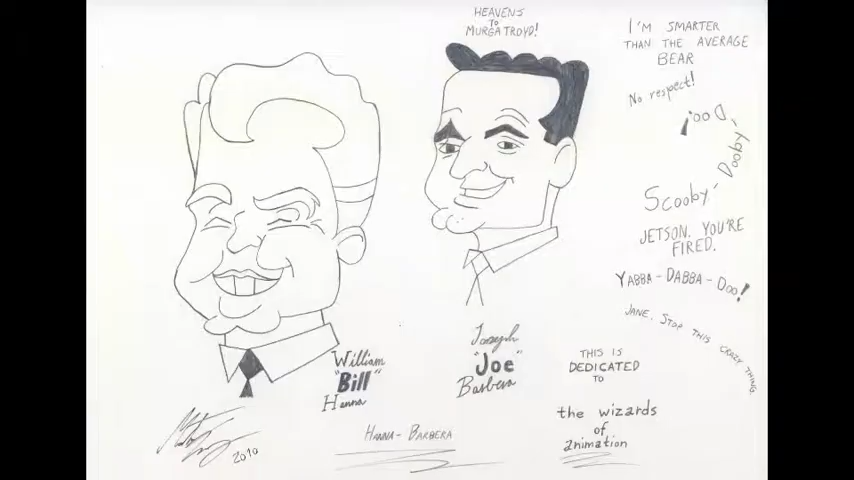 HEAVENS
TO
MURGATROYD!
I'M SMARTER
THAN THE AVERAGE
BEAR
No respect!
Scooby
Dooby
Doo!
JETSON, YOU'RE
FIRED.
YABBA-DABBA-Doo!
JANE, STOP THIS CRAZY THING.
William
"Bill"
Hanna
Joseph
"Joe"
Barbera
THIS IS
DEDICATED
TO
the wizards
of
animation
HANNA-BARBERA
2010